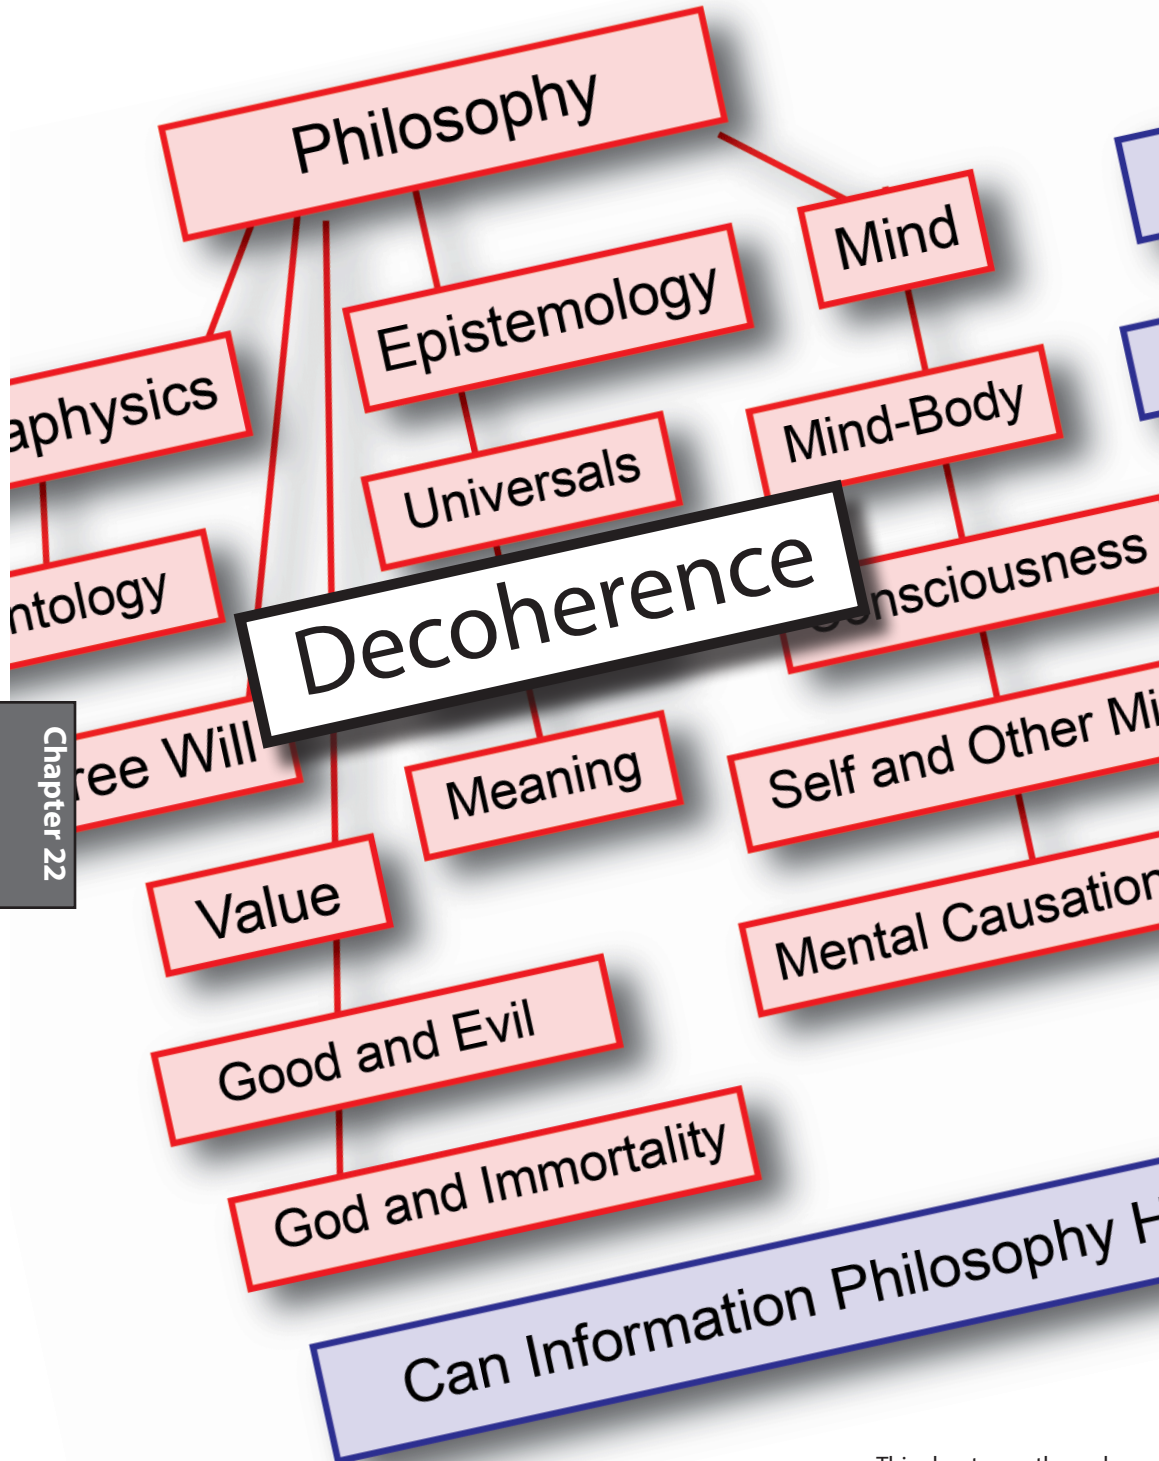 Philosophy
Mind
Epistemology
aphysics
Mind-Body
Universals
Decoherence
onsciousness
ntology
Self and Other Mi
ree Will
Meaning
Chapter 22
Value
Mental Causation
Good and Evil
God and Immortality
Can Information Philosophy H